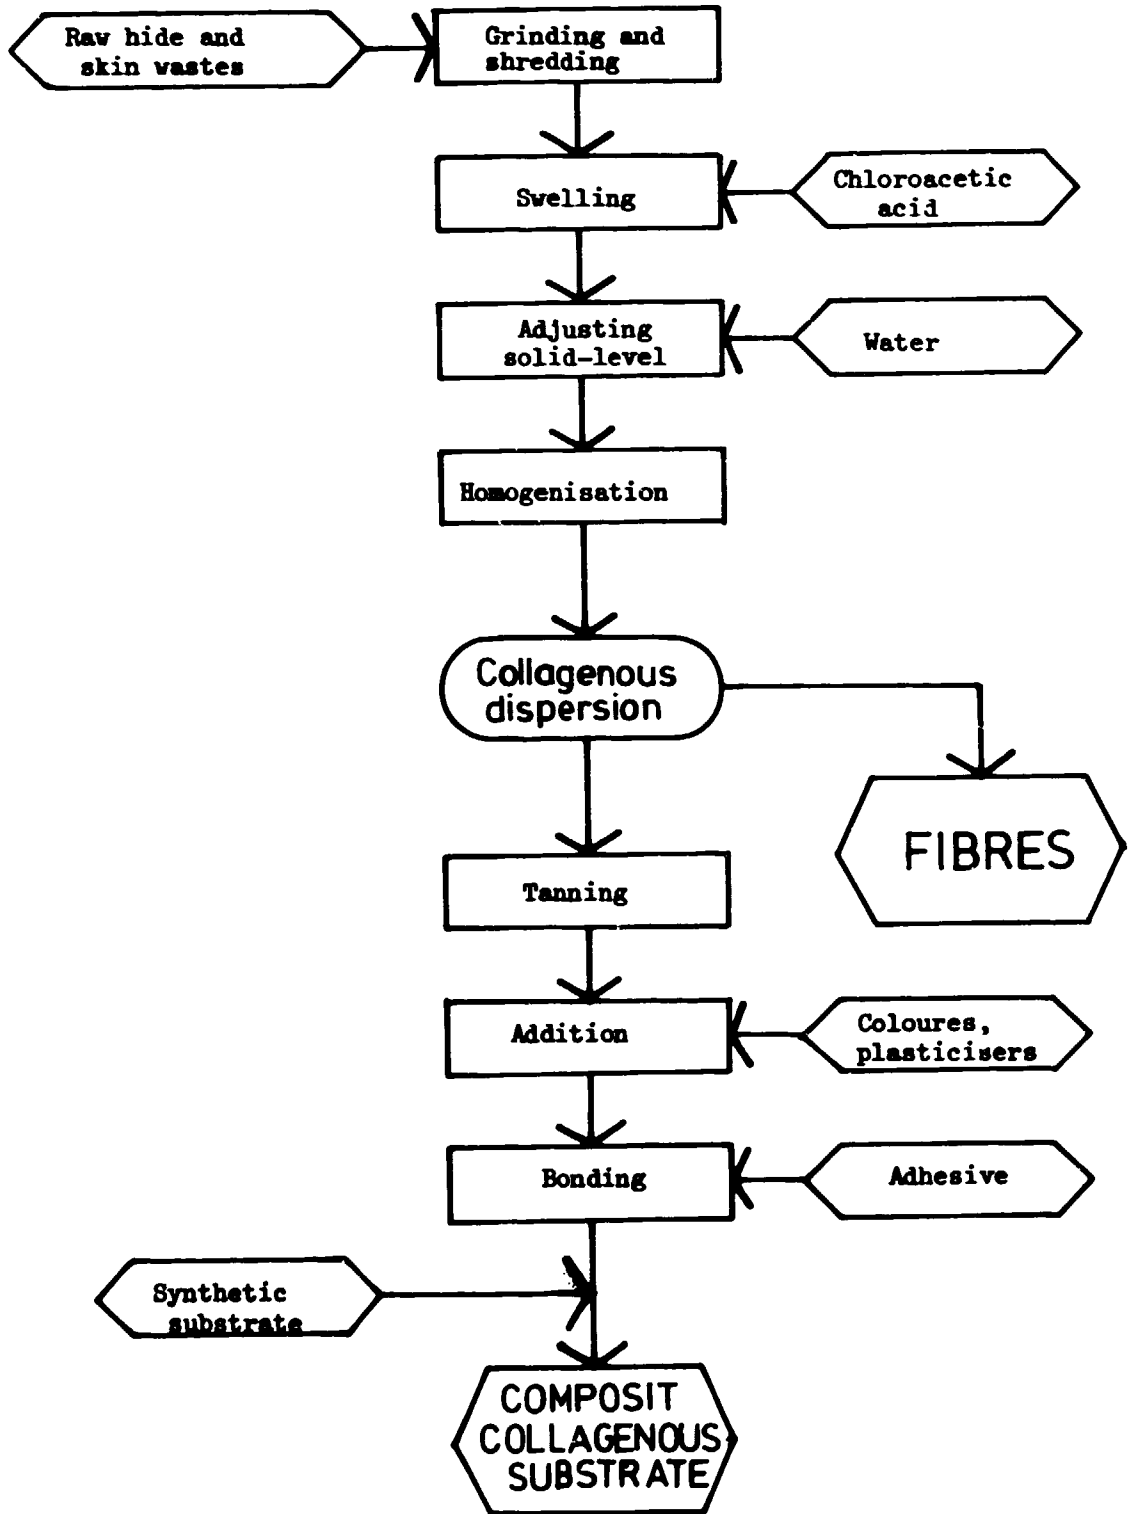 Raw hide and
skin wastes
Grinding and
shredding
Swelling
Chloroacetic
acid
Adjusting
solid-level
Water
Homogenisation
Collagenous
dispersion
FIBRES
Tanning
Addition
Coloures,
plasticisers
Bonding
Adhesive
Synthetic
substrate
COMPOSIT
COLLAGENOUS
SUBSTRATE